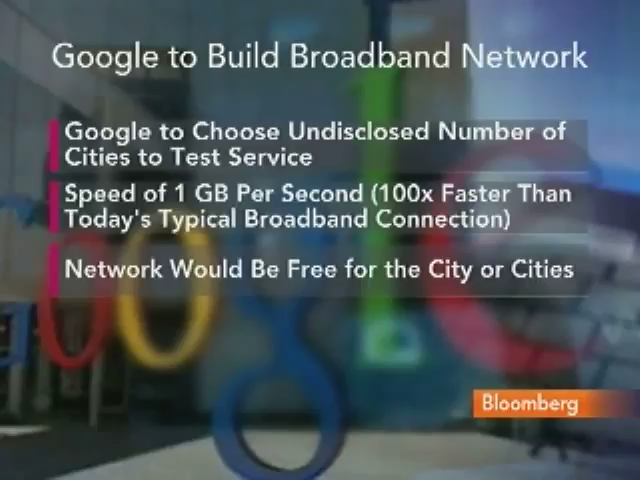 Google to Build Broadband Network
Google to Choose Undisclosed Number of
Cities to Test Service
Speed of 1 GB Per Second (100x Faster Than
Today's Typical Broadband Connection)
Network Would Be Free for the City or Cities
Bloomberg